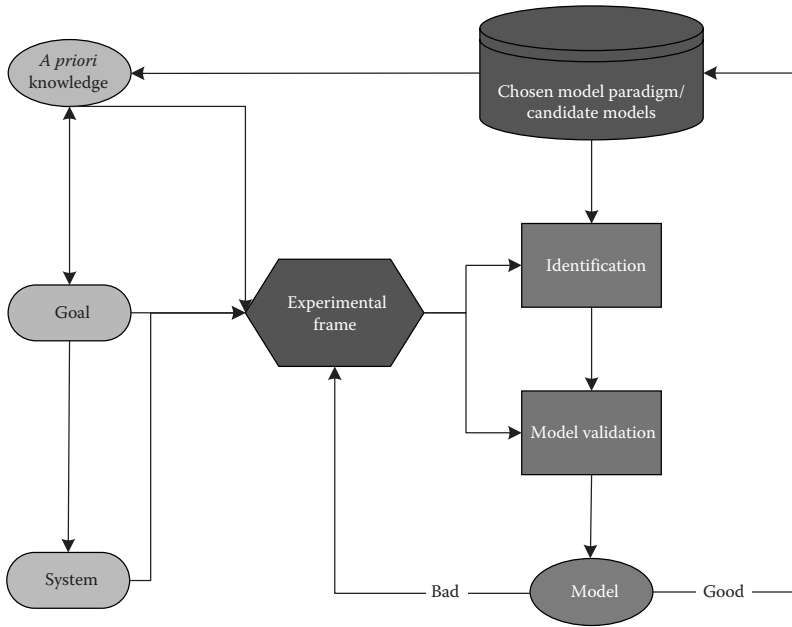 A priori
knowledge
Chosen model paradigm/
candidate models
Identification
Goal
Experimental
frame
Model validation
System
Bad
Model
Good